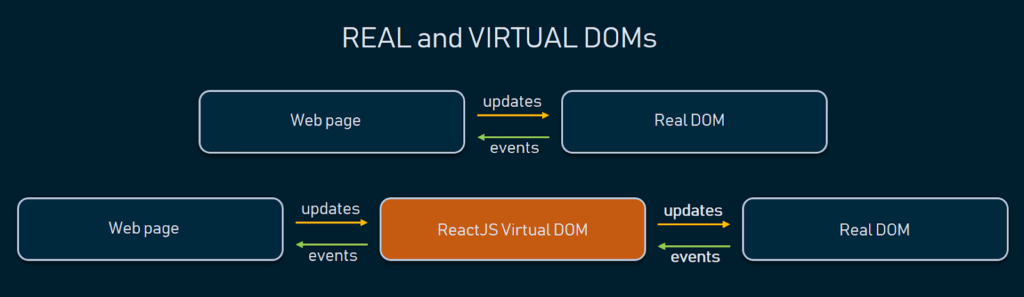 REAL and VIRTUAL DOMs
Web page
updates
events
Real DOM
Web page
updates
events
ReactJS Virtual DOM
updates
events
Real DOM